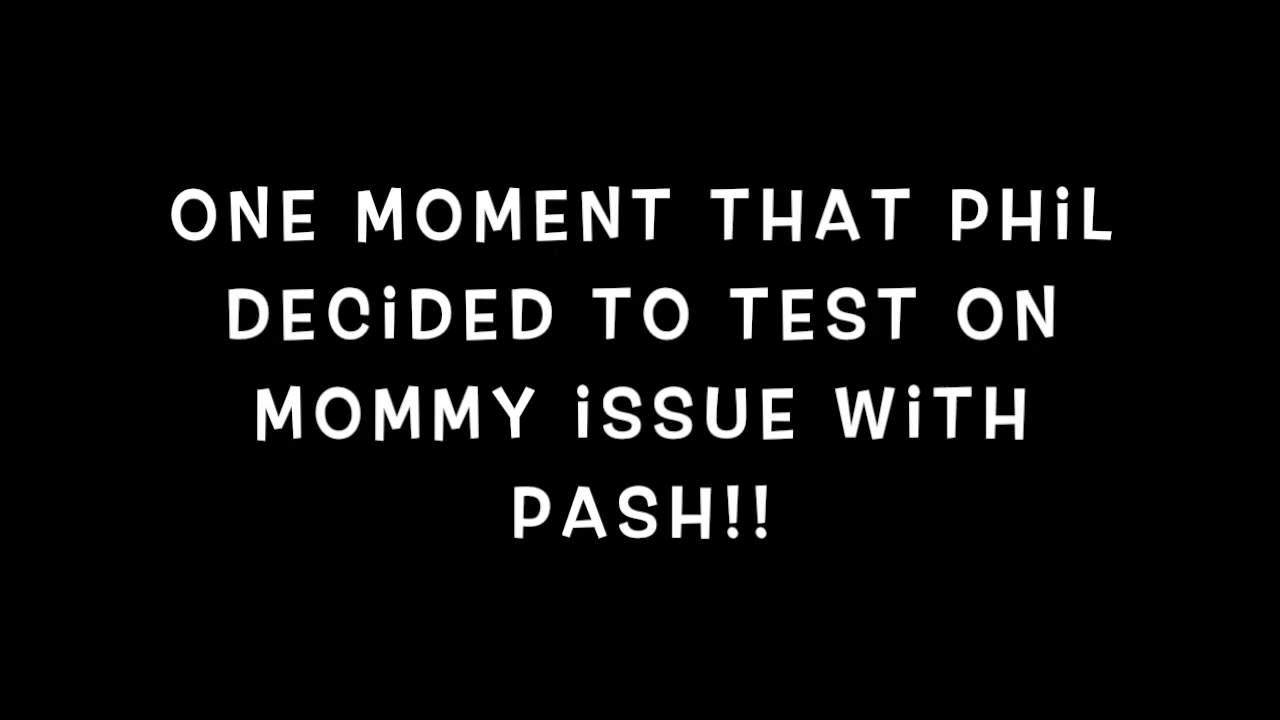 ONE MOMENT THAT PHiL
DECiDED TO TEST ON
MOMMY iSSUE WiTH
PASH!!